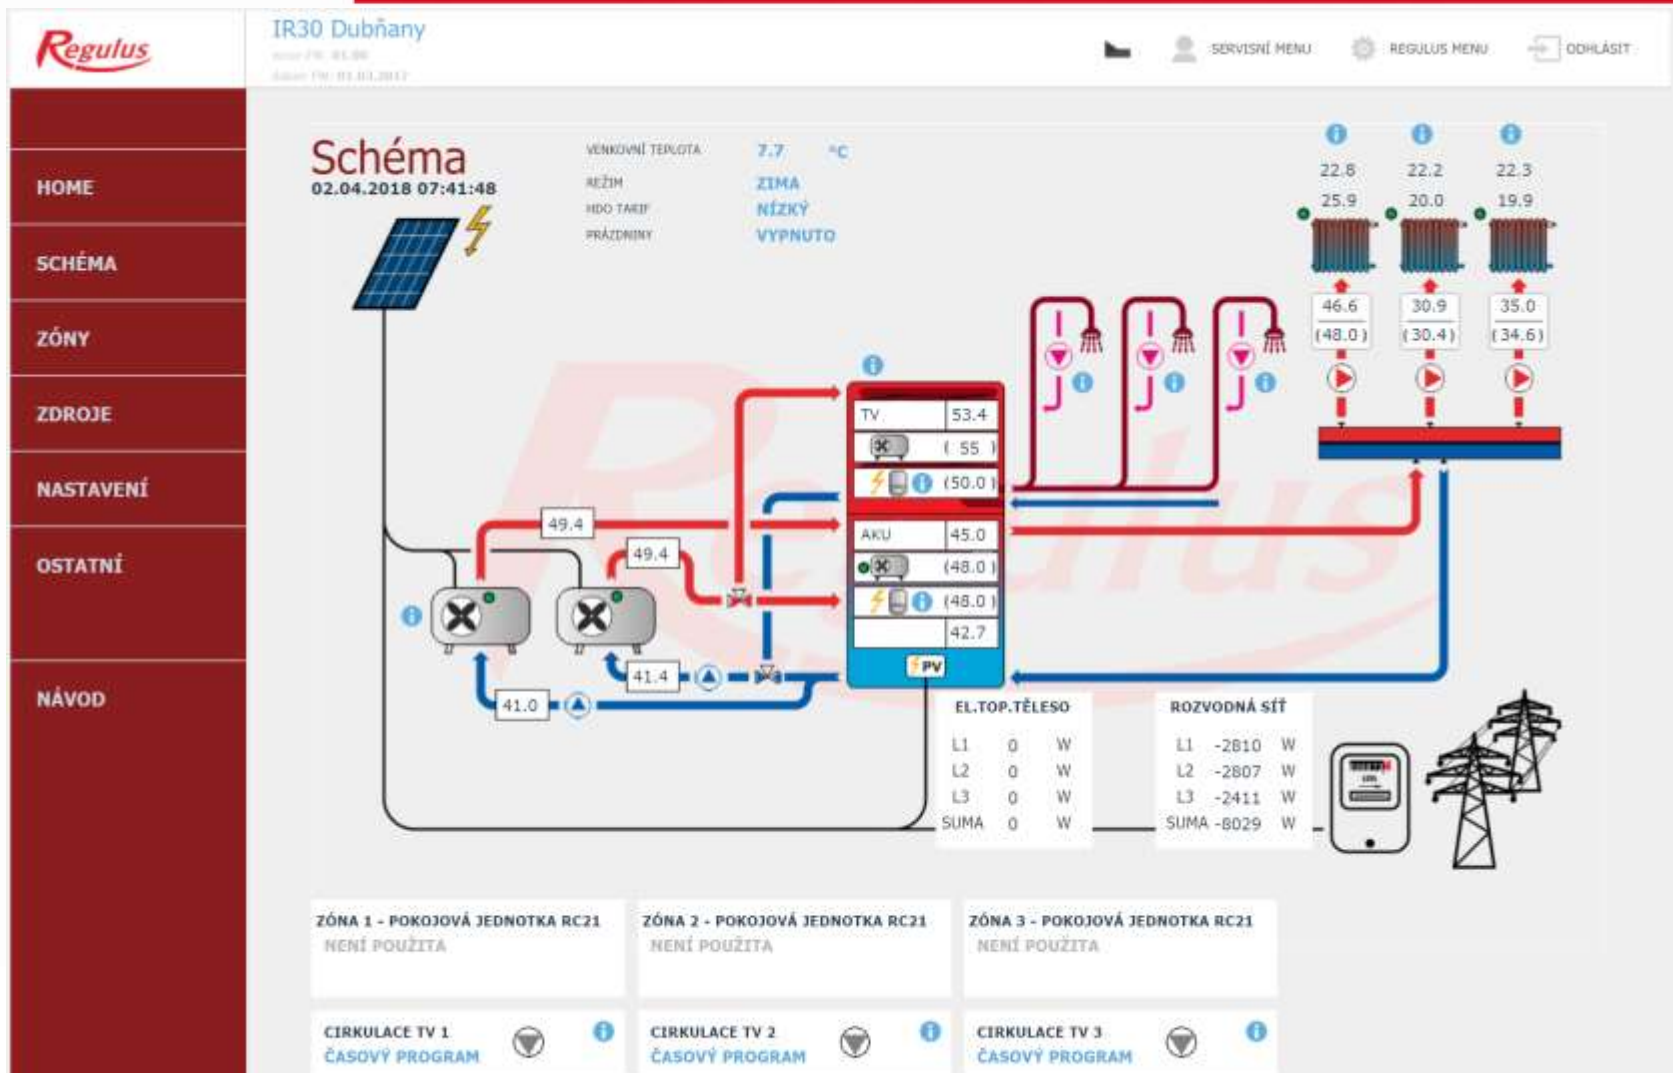 Regulus
IR30 Dubňany
SERVISNÍ MENU
REGULUS MENU
ODHLÁSIT
HOME
SCHÉMA
ZÓNY
ZDROJE
NASTAVENÍ
OSTATNÍ
NÁVOD
Schéma
02.04.2018 07:41:48
VENKOVNÍ TEPLOTA 7.7 °C
REŽIM ZIMA
HDO TARIF NÍZKÝ
PRÁZDNINY VYPNUTO
22.8 22.2 22.3
25.9 20.0 19.9
46.6 30.9 35.0
(48.0) (30.4) (34.6)
TV 53.4
( 55 )
(50.0)
AKU 45.0
(48.0)
(48.0)
42.7
PV
49.4
49.4
41.4
41.0
Regulus
EL.TOP.TĚLESO
L1 0 W
L2 0 W
L3 0 W
SUMA 0 W
ROZVODNÁ SÍŤ
L1 -2810 W
L2 -2807 W
L3 -2411 W
SUMA -8029 W
ZÓNA 1 - POKOJOVÁ JEDNOTKA RC21
NENÍ POUŽITA
ZÓNA 2 - POKOJOVÁ JEDNOTKA RC21
NENÍ POUŽITA
ZÓNA 3 - POKOJOVÁ JEDNOTKA RC21
NENÍ POUŽITA
CIRKULACE TV 1
ČASOVÝ PROGRAM
CIRKULACE TV 2
ČASOVÝ PROGRAM
CIRKULACE TV 3
ČASOVÝ PROGRAM